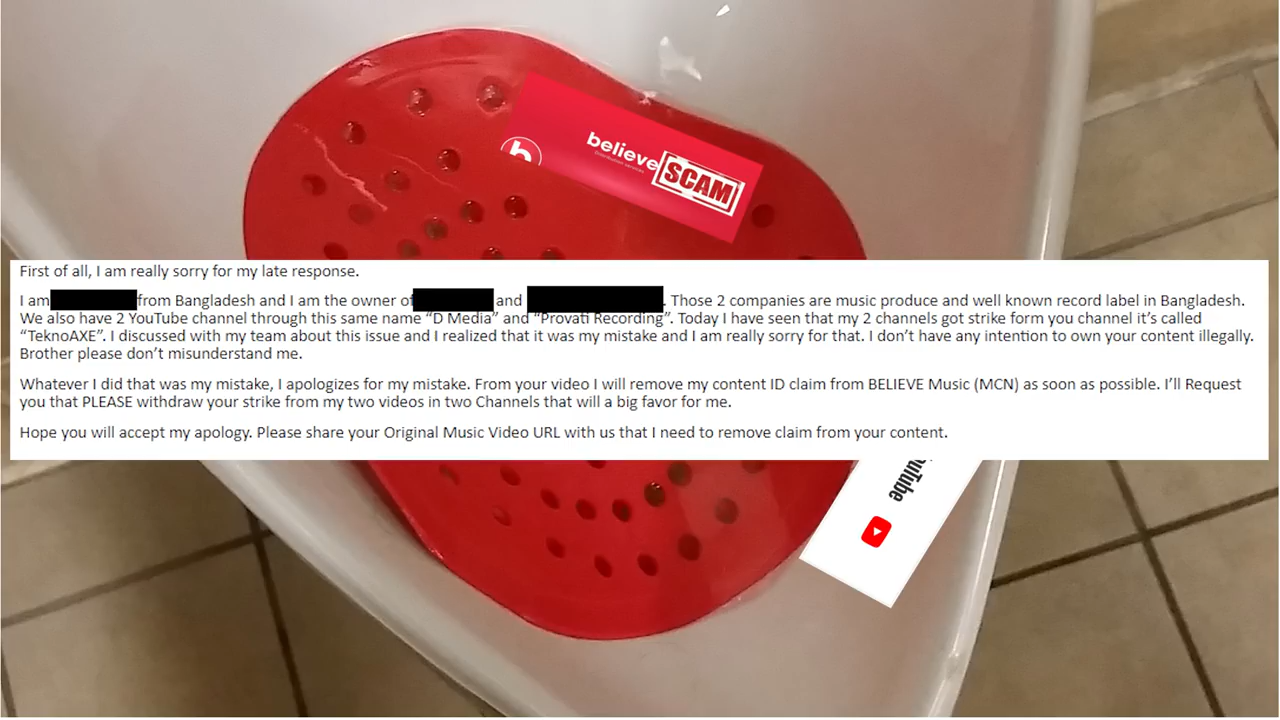 believe
Distribution services
SCAM
First of all, I am really sorry for my late response.
I am from Bangladesh and I am the owner of and . Those 2 companies are music produce and well known record label in Bangladesh.
We also have 2 YouTube channel through this same name “D Media” and “Provati Recording”. Today I have seen that my 2 channels got strike form you channel it’s called
“TeknoAXE”. I discussed with my team about this issue and I realized that it was my mistake and I am really sorry for that. I don’t have any intention to own your content illegally.
Brother please don’t misunderstand me.
Whatever I did that was my mistake, I apologizes for my mistake. From your video I will remove my content ID claim from BELIEVE Music (MCN) as soon as possible. I’ll Request
you that PLEASE withdraw your strike from my two videos in two Channels that will a big favor for me.
Hope you will accept my apology. Please share your Original Music Video URL with us that I need to remove claim from your content.
ouTube